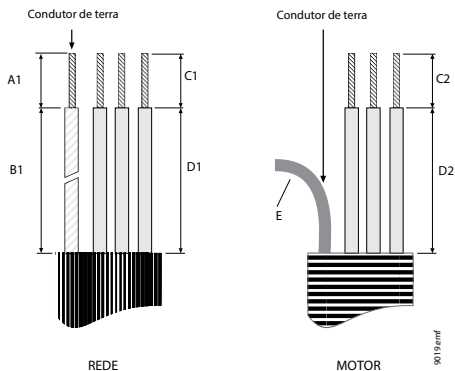 Condutor de terra
Condutor de terra
A1
C1
C2
B1
D1
D2
E
REDE
MOTOR
9019.emf